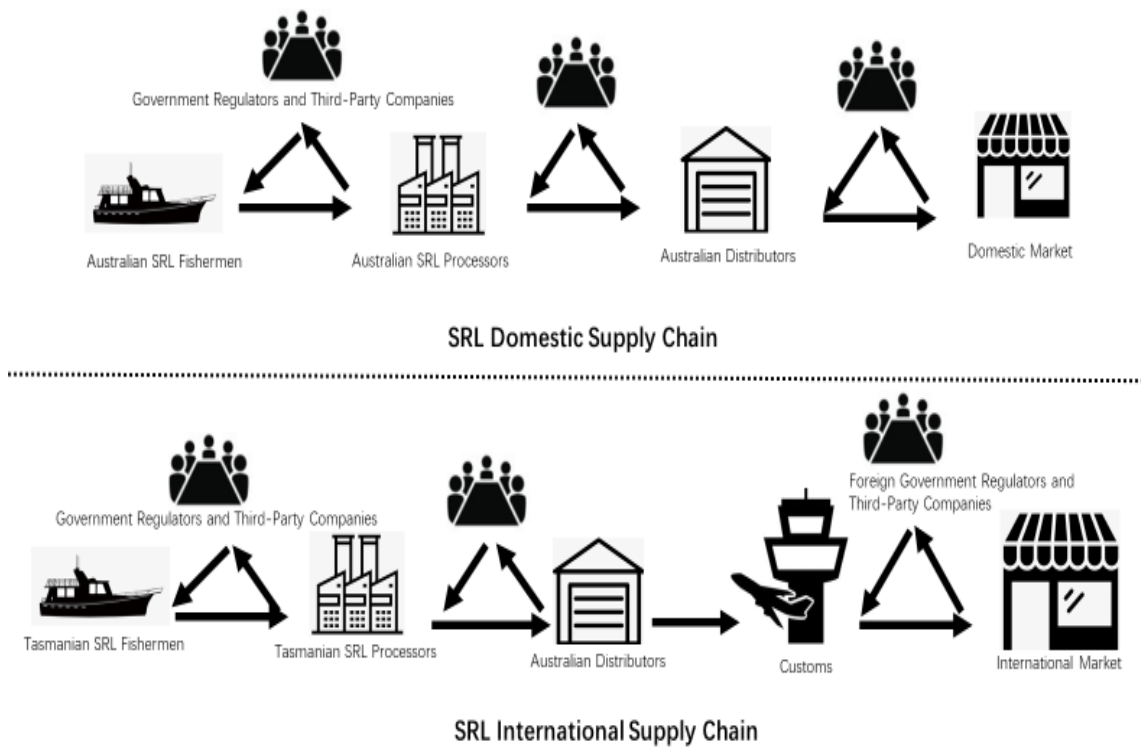 Government Regulators and Third-Party Companies
Australian SRL Fishermen
Australian SRL Processors
Australian Distributors
Domestic Market
SRL Domestic Supply Chain
Government Regulators and Third-Party Companies
Foreign Government Regulators and
Third-Party Companies
Tasmanian SRL Fishermen
Tasmanian SRL Processors
Australian Distributors
Customs
International Market
SRL International Supply Chain